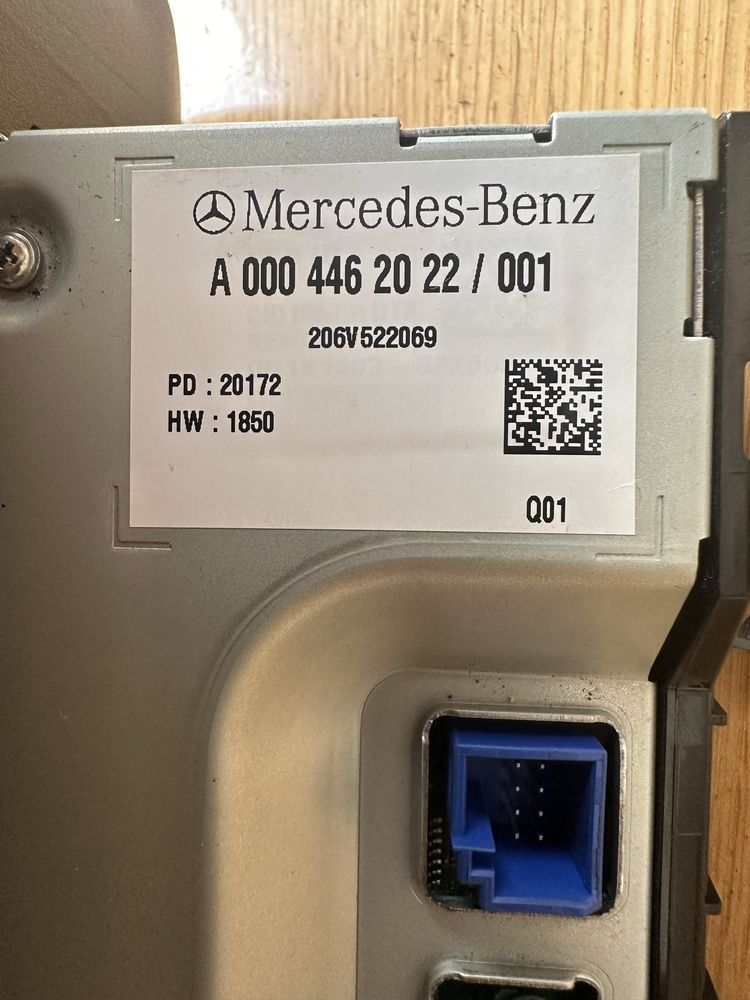 Mercedes-Benz
A 000 446 20 22 / 001
206V522069
PD : 20172
HW : 1850
Q01